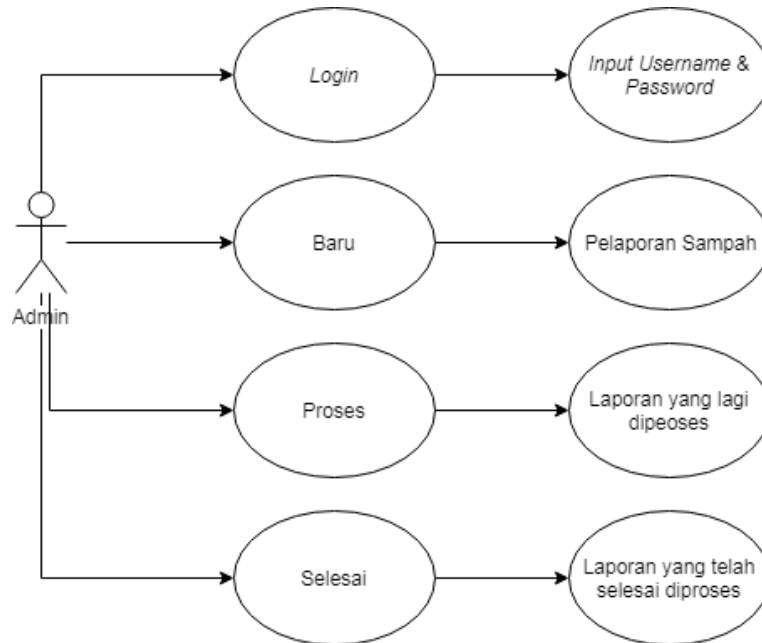 Login
Input Username &
Password
Baru
Pelaporan Sampah
Admin
Proses
Laporan yang lagi
dipeoses
Selesai
Laporan yang telah
selesai diproses